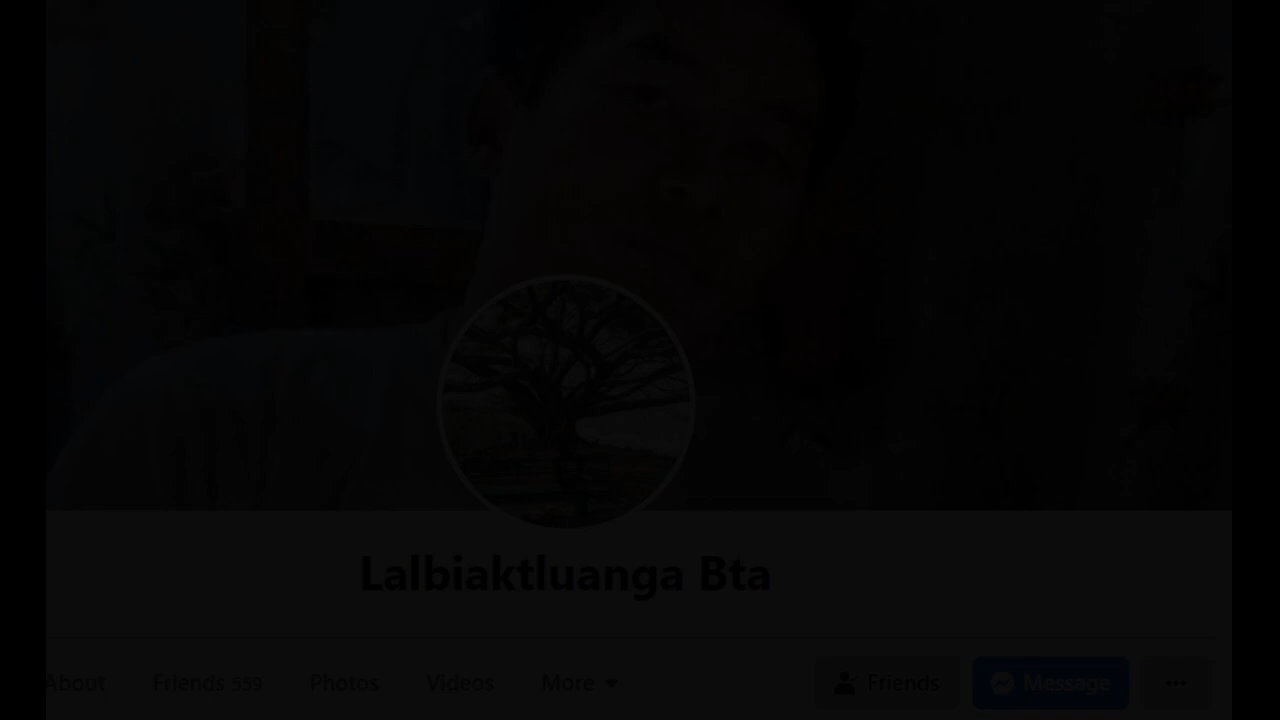 Lalbiaktluanga Bta
About Friends 359 Photos Videos More Friends Message